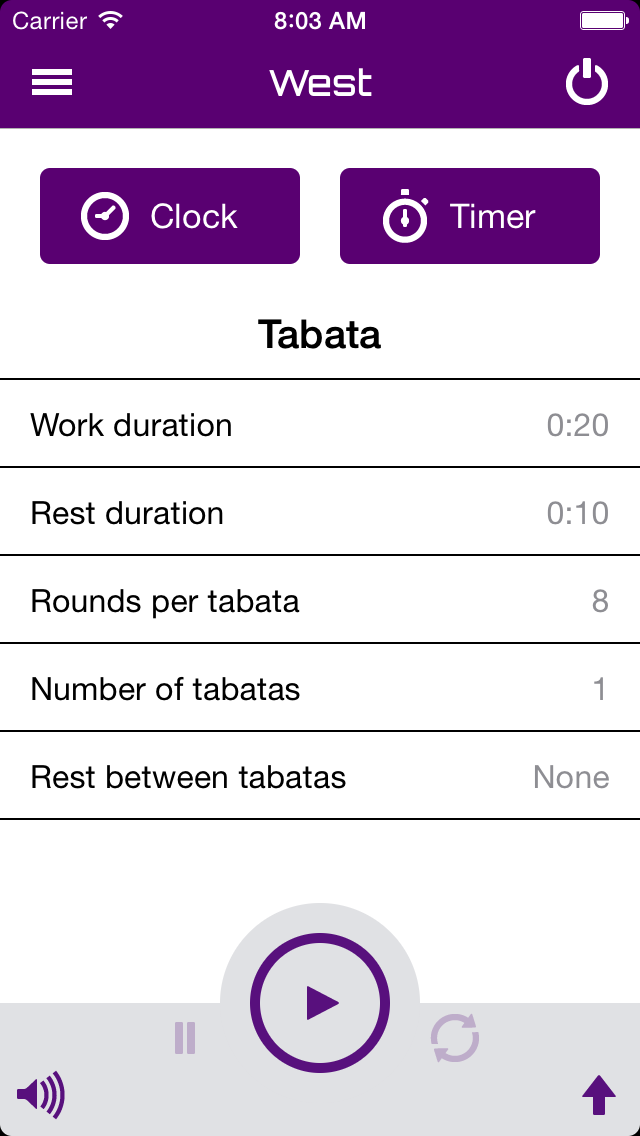 Carrier 8:03 AM
West
Clock Timer
Tabata
Work duration 0:20
Rest duration 0:10
Rounds per tabata 8
Number of tabatas 1
Rest between tabatas None